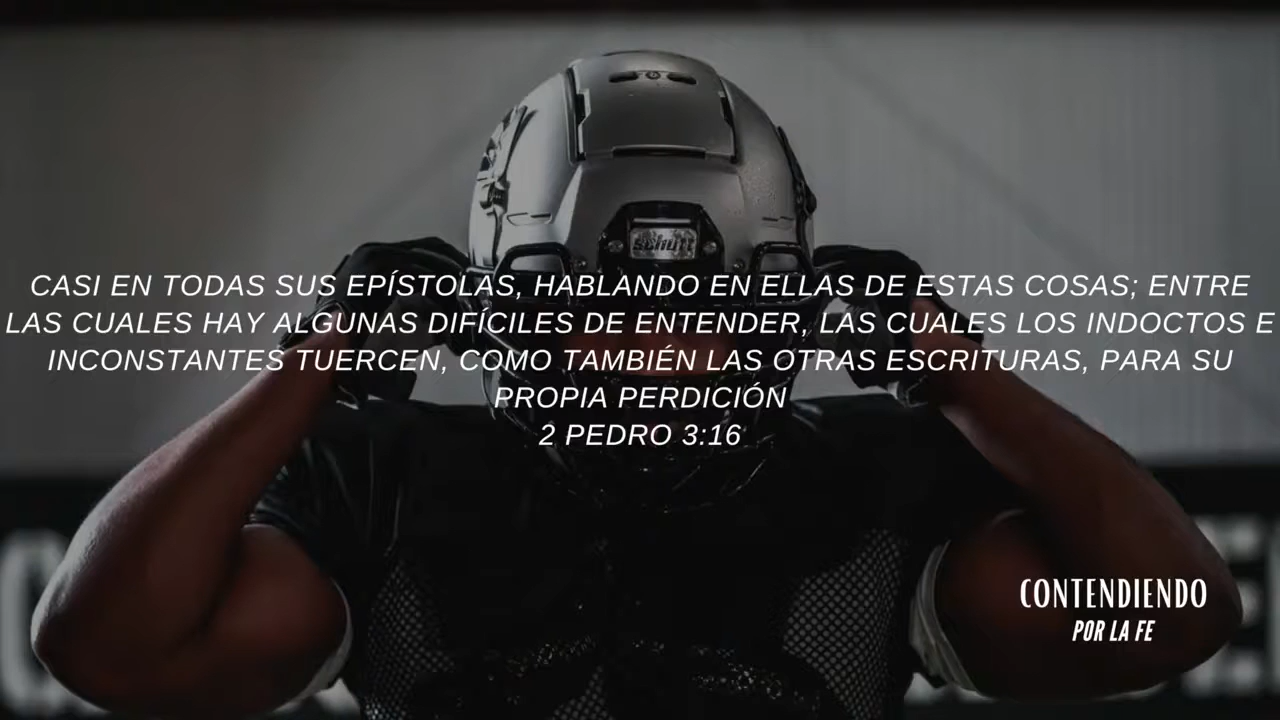 schutt
CASI EN TODAS SUS EPÍSTOLAS, HABLANDO EN ELLAS DE ESTAS COSAS; ENTRE
LAS CUALES HAY ALGUNAS DIFÍCILES DE ENTENDER, LAS CUALES LOS INDOCTOS E
INCONSTANTES TUERCEN, COMO TAMBIÉN LAS OTRAS ESCRITURAS, PARA SU
PROPIA PERDICIÓN
2 PEDRO 3:16
CONTENDIENDO
POR LA FE